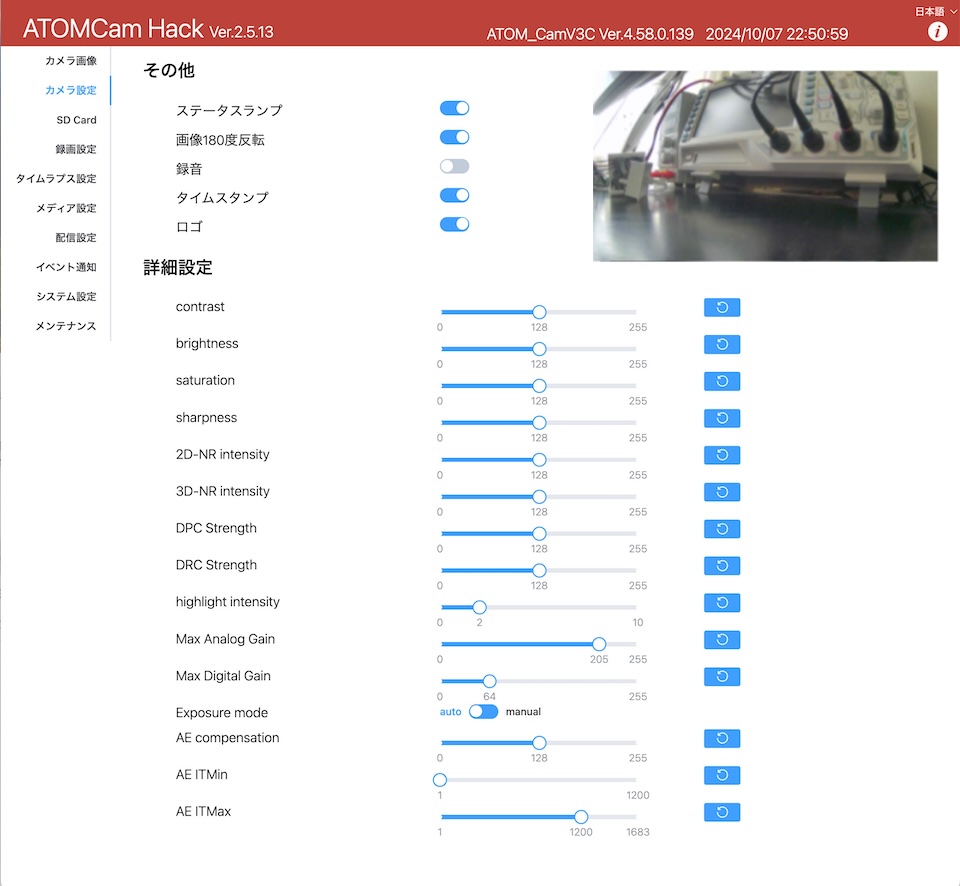 日本語
ATOMCam Hack Ver.2.5.13
ATOM_CamV3C Ver.4.58.0.139 2024/10/07 22:50:59
カメラ画像
カメラ設定
SD Card
録画設定
タイムラプス設定
メディア設定
配信設定
イベント通知
システム設定
メンテナンス
その他
ステータスランプ
画像180度反転
録音
タイムスタンプ
ロゴ
詳細設定
contrast
0 128 255
brightness
0 128 255
saturation
0 128 255
sharpness
0 128 255
2D-NR intensity
0 128 255
3D-NR intensity
0 128 255
DPC Strength
0 128 255
DRC Strength
0 128 255
highlight intensity
0 2 10
Max Analog Gain
0 205 255
Max Digital Gain
0 64 255
Exposure mode
auto manual
AE compensation
0 128 255
AE ITMin
1 1200
AE ITMax
1 1200 1683